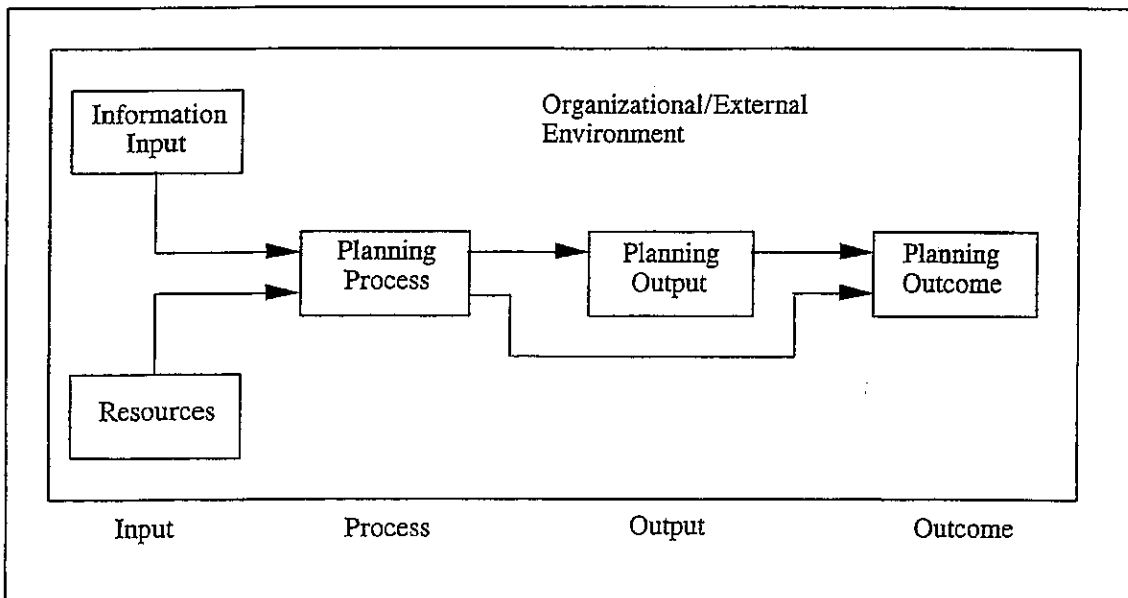 Information
Input
Organizational/External
Environment
Planning
Process
Planning
Output
Planning
Outcome
Resources
Input
Process
Output
Outcome